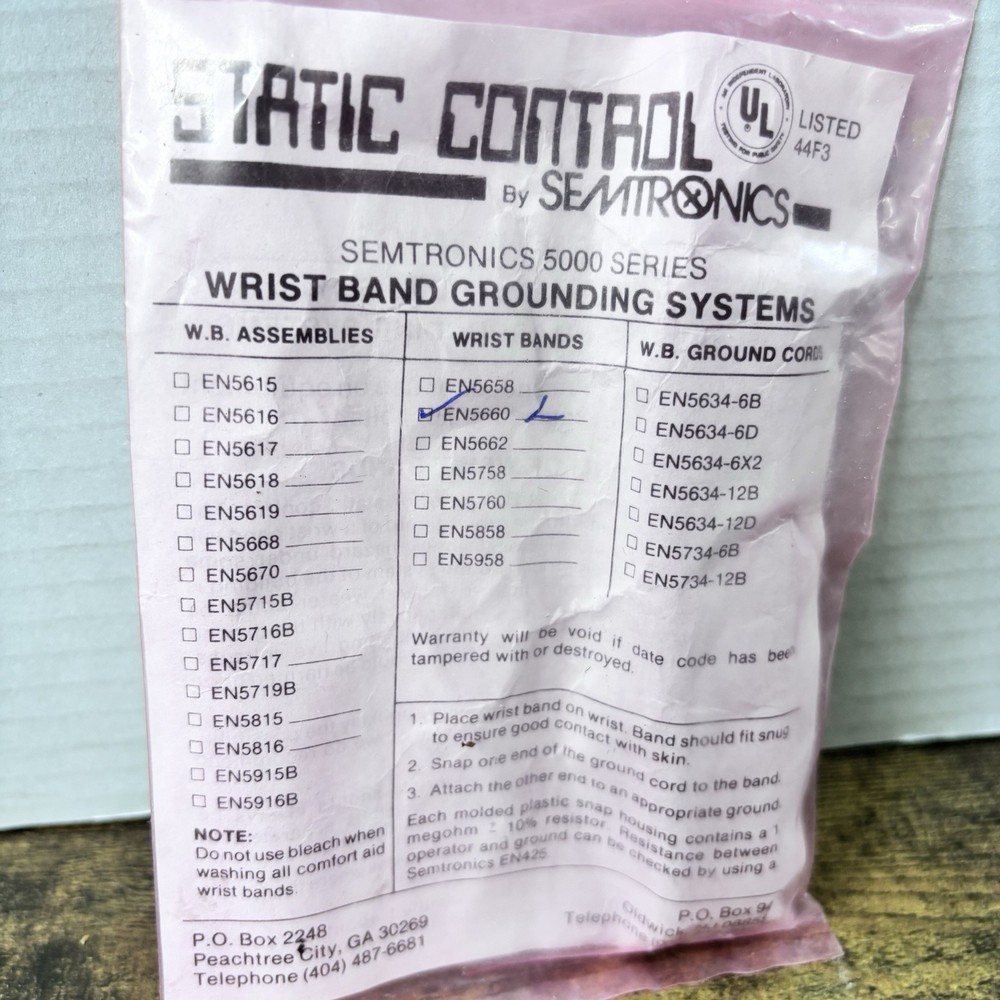 STATIC CONTROL
UL
LISTED
44F3
By SEMTRONICS
SEMTRONICS 5000 SERIES
WRIST BAND GROUNDING SYSTEMS
W.B. ASSEMBLIES
☐ EN5615
☐ EN5616
☐ EN5617
☐ EN5618
☐ EN5619
☐ EN5668
☐ EN5670
☐ EN5715B
☐ EN5716B
☐ EN5717
☐ EN5719B
☐ EN5815
☐ EN5816
☐ EN5915B
☐ EN5916B
NOTE:
Do not use bleach when
washing all comfort aid
wrist bands.
WRIST BANDS
☐ EN5658
☑ EN5660 L
☐ EN5662
☐ EN5758
☐ EN5760
☐ EN5858
☐ EN5958
W.B. GROUND CORDS
☐ EN5634-6B
☐ EN5634-6D
☐ EN5634-6X2
☐ EN5634-12B
☐ EN5634-12D
☐ EN5734-6B
☐ EN5734-12B
Warranty will be void if date code has been
tampered with or destroyed.
1. Place wrist band on wrist. Band should fit snug
to ensure good contact with skin.
2. Snap one end of the ground cord to the band.
3. Attach the other end to an appropriate ground.
Each molded plastic snap housing contains a 1
megohm ± 10% resistor. Resistance between
operator and ground can be checked by using a
Semtronics EN425.
P.O. Box 2248
Peachtree City, GA 30269
Telephone (404) 487-6681
P.O. Box
Oldwick
Telephone